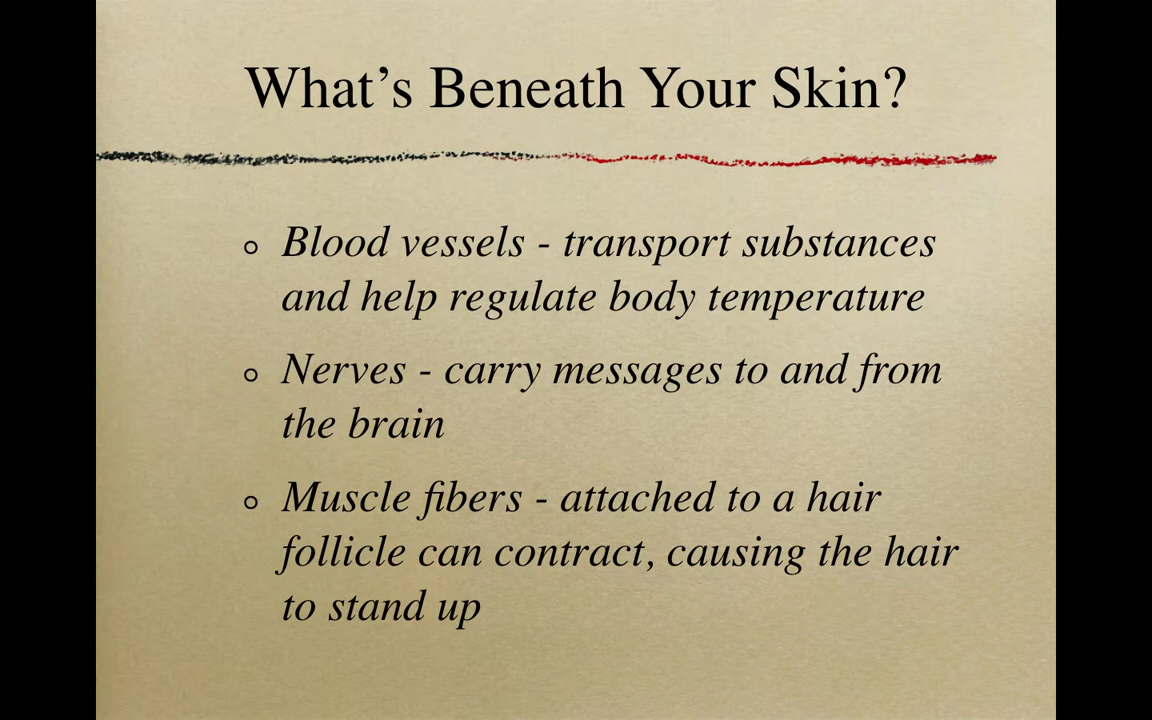 What’s Beneath Your Skin?
Blood vessels - transport substances
and help regulate body temperature
Nerves - carry messages to and from
the brain
Muscle fibers - attached to a hair
follicle can contract, causing the hair
to stand up